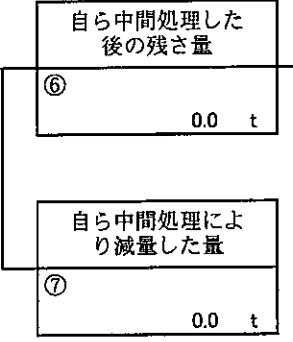 自ら中間処理した
後の残さ量
⑥
0.0 t
自ら中間処理によ
り減量した量
⑦
0.0 t